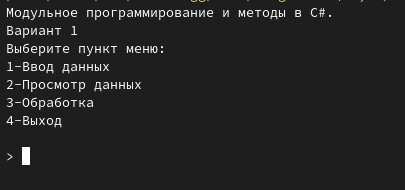 Модульное программирование и методы в C#.
Вариант 1
Выберите пункт меню:
1-Ввод данных
2-Просмотр данных
3-Обработка
4-Выход
>